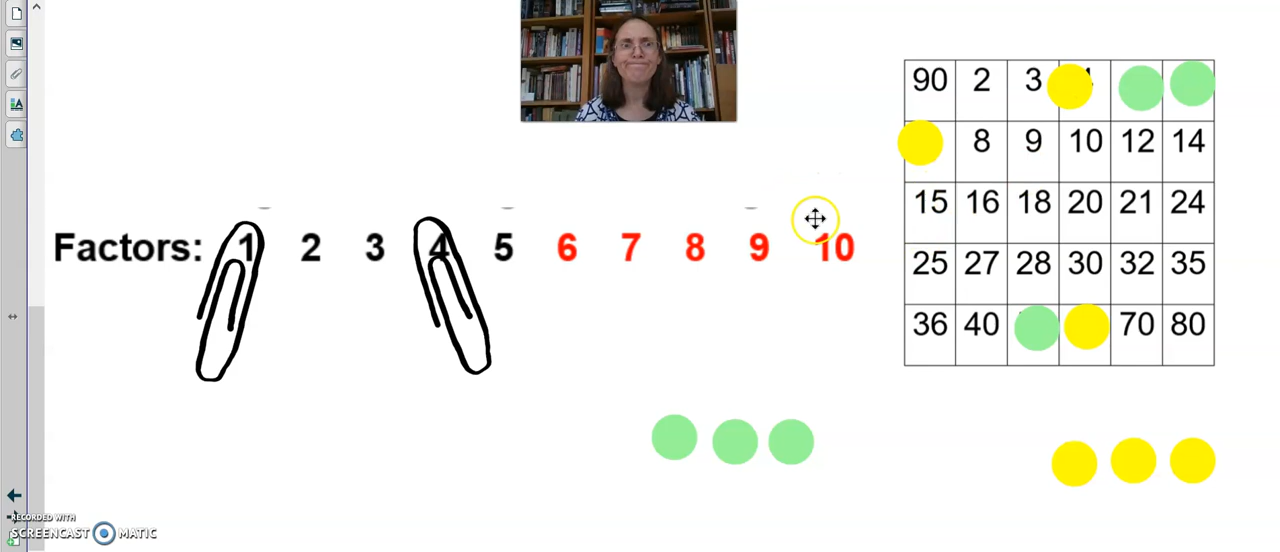 90 2 3
8 9 10 12 14
15 16 18 20 21 24
Factors: 1 2 3 4 5 6 7 8 9 10
25 27 28 30 32 35
36 40 70 80
RECORDED WITH
SCREENCAST MATIC